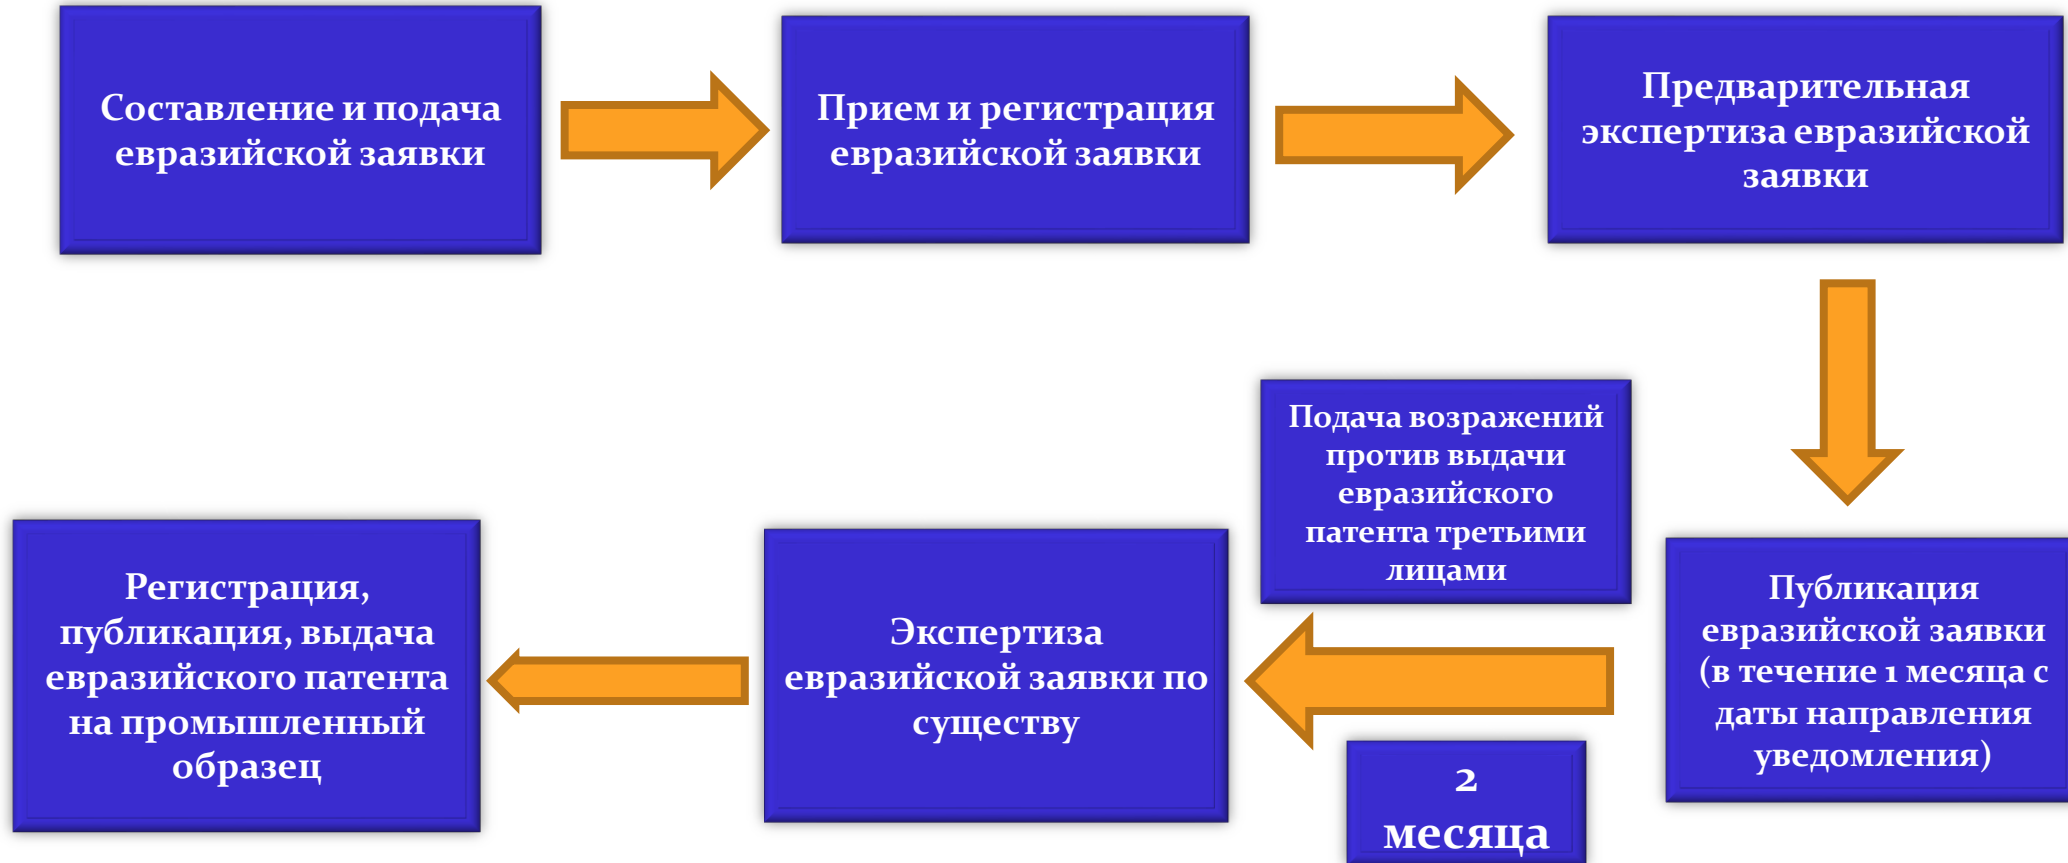 Составление и подача
евразийской заявки
Прием и регистрация
евразийской заявки
Предварительная
экспертиза евразийской
заявки
Публикация
евразийской заявки
(в течение 1 месяца с
даты направления
уведомления)
Подача возражений
против выдачи
евразийского
патента третьими
лицами
2
месяца
Экспертиза
евразийской заявки по
существу
Регистрация,
публикация, выдача
евразийского патента
на промышленный
образец